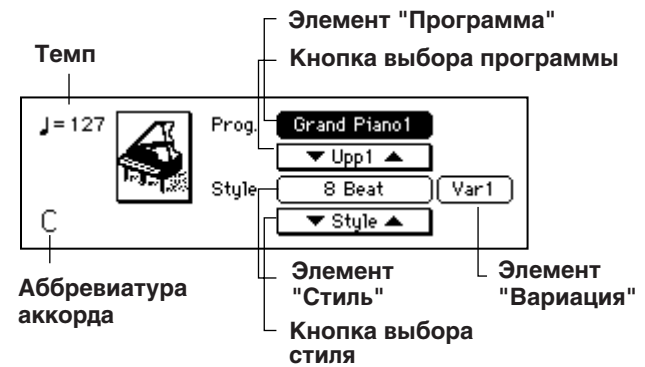 Элемент "Программа"
Темп
Кнопка выбора программы
♩= 127
Prog.
Grand Piano1
▼ Upp1 ▲
Style
8 Beat
Var1
C
▼ Style ▲
Аббревиатура
аккорда
Элемент
"Стиль"
Элемент
"Вариация"
Кнопка выбора
стиля